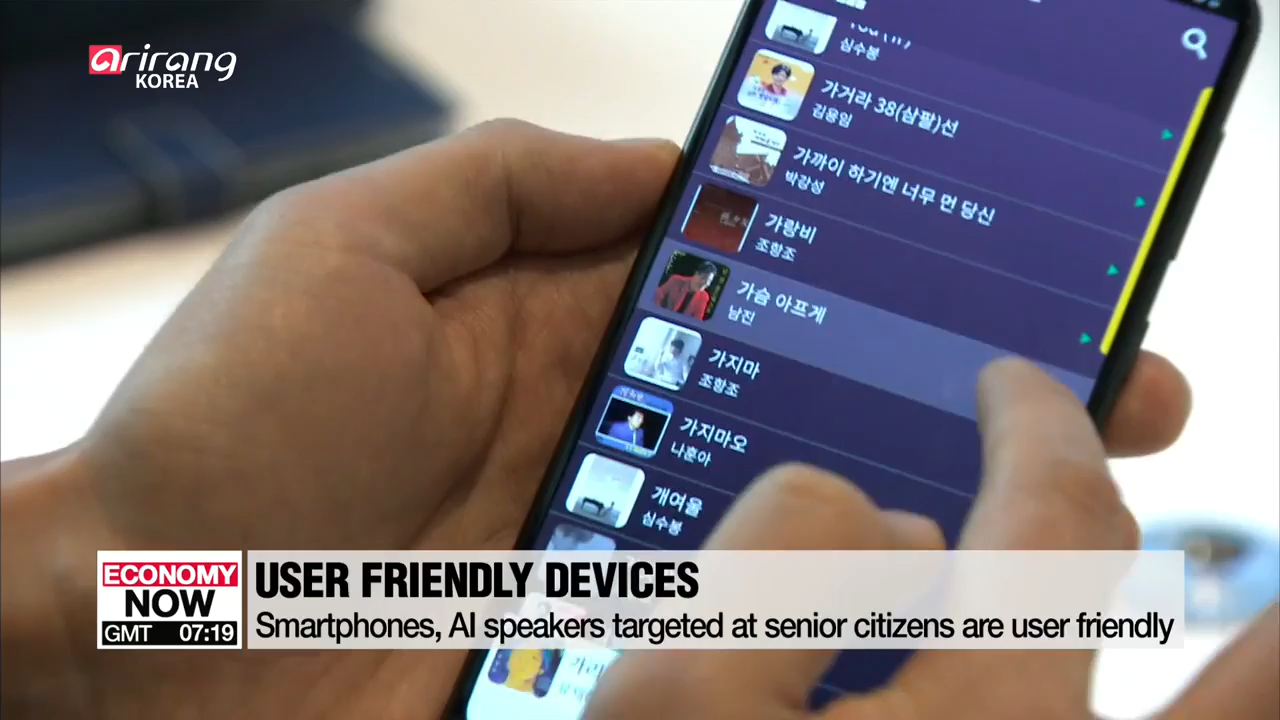 arirang
KOREA
심수봉
가거라 38(삼팔)선
김용임
가까이 하기엔 너무 먼 당신
박강성
가랑비
조항조
가슴 아프게
남진
가지마
조항조
가지마오
나훈아
개여울
심수봉
ECONOMY
NOW
GMT 07:19
USER FRIENDLY DEVICES
Smartphones, AI speakers targeted at senior citizens are user friendly